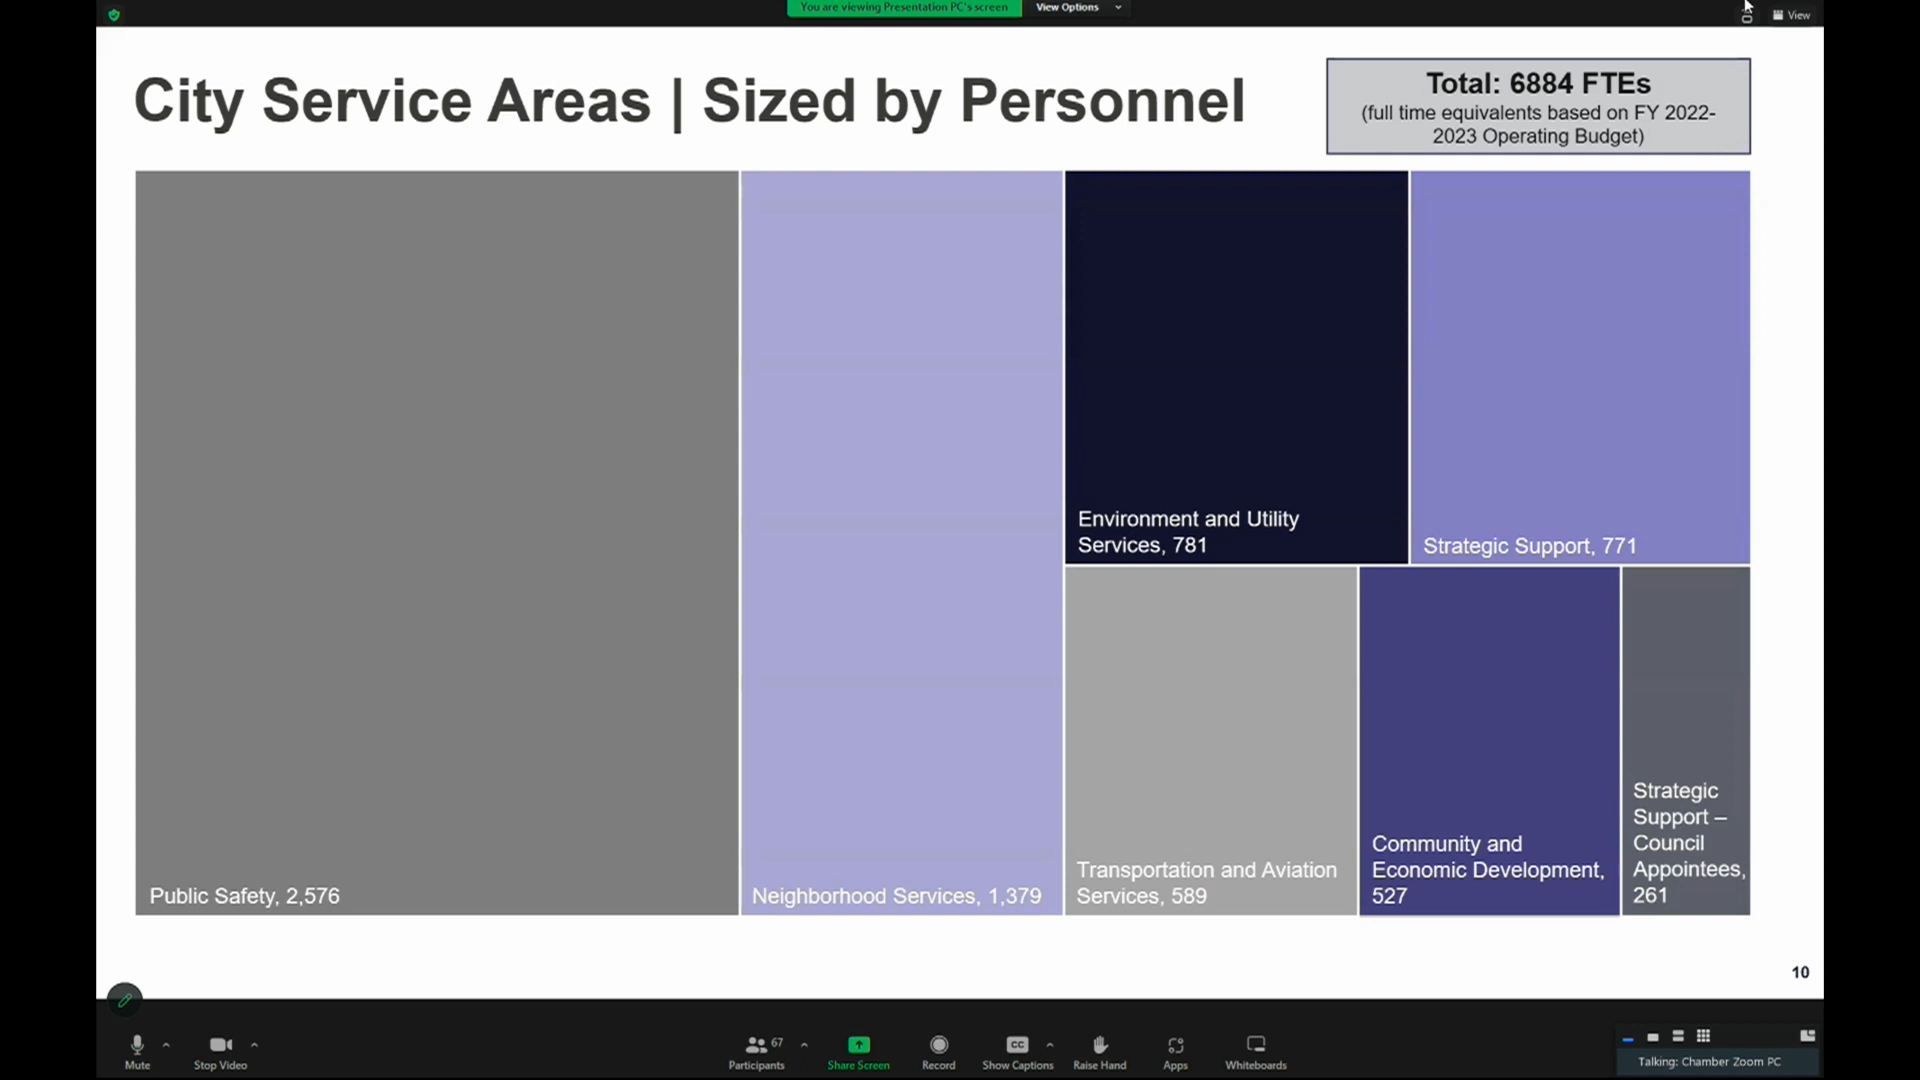 You are viewing Presentation PC's screen
View Options
View
City Service Areas | Sized by Personnel
Total: 6884 FTEs
(full time equivalents based on FY 2022-
2023 Operating Budget)
Environment and Utility
Services, 781
Strategic Support, 771
Public Safety, 2,576
Neighborhood Services, 1,379
Transportation and Aviation
Services, 589
Community and
Economic Development,
527
Strategic
Support –
Council
Appointees,
261
10
Mute
Stop Video
67
Participants
Share Screen
Record
CC
Show Captions
Raise Hand
Apps
Whiteboards
Talking: Chamber Zoom PC